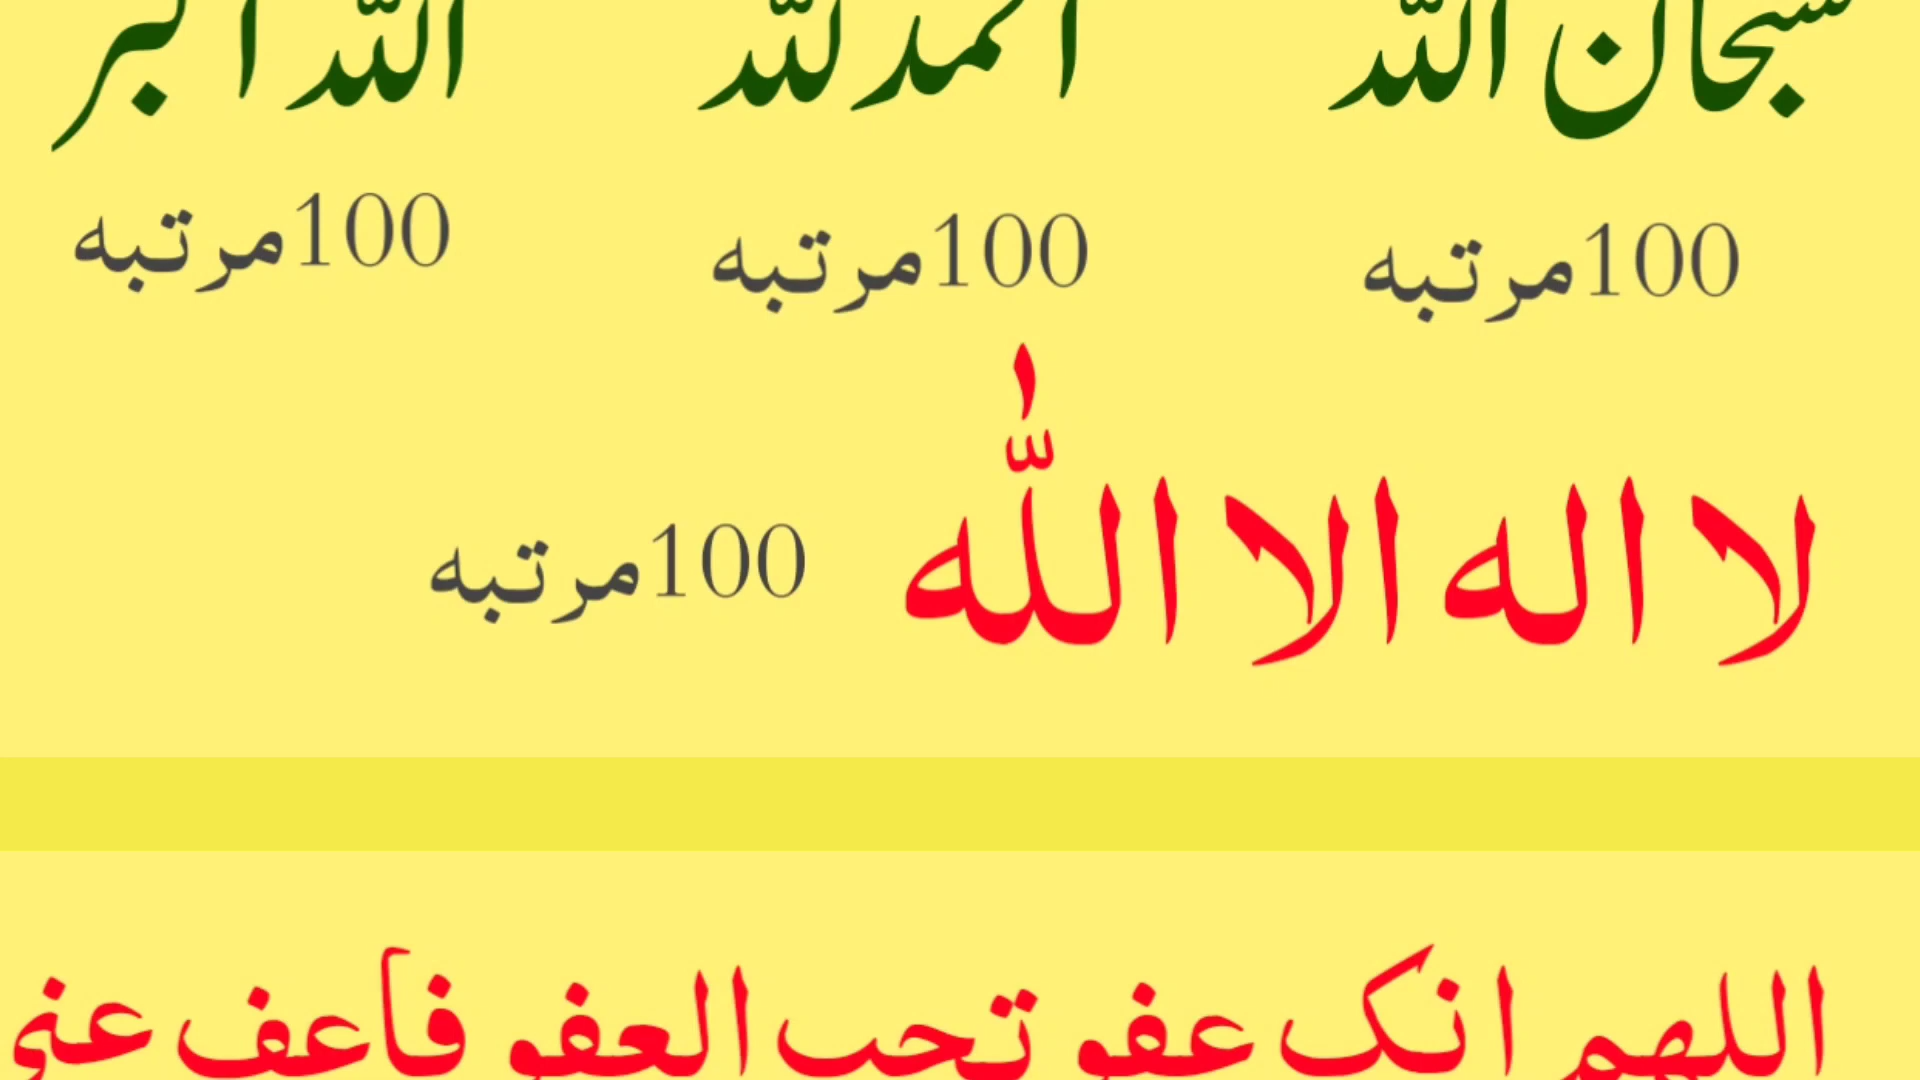 سبحان اللہ الحمد للہ اللہ اکبر
100مرتبہ 100مرتبہ 100مرتبہ
لا الہ الا اللّٰہ 100مرتبہ
اللھم انک عفو تحب العفو فاعف عنی